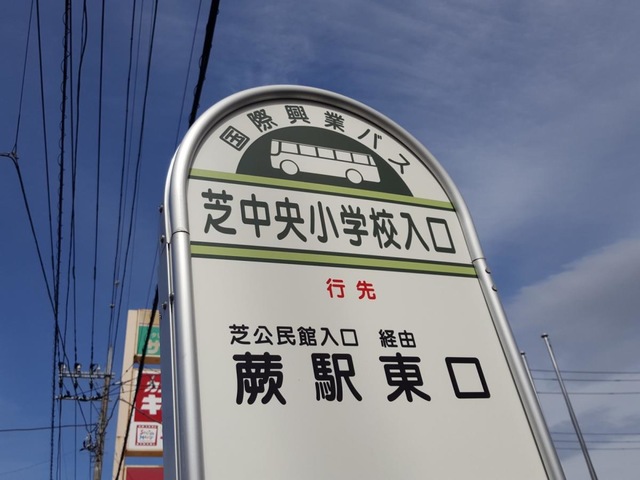 国際興業バス
芝中央小学校入口
行先
芝公民館入口 経由
蕨駅東口